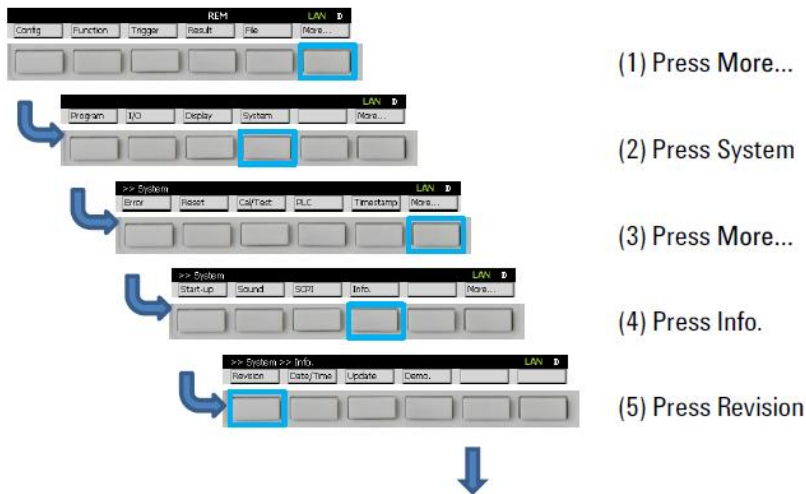 REM LAN D
Config Function Trigger Result File More...
(1) Press More...
LAN D
Program I/O Display System More...
(2) Press System
>> System LAN D
Error Reset Cal/Test PLC Timestamp More...
(3) Press More...
>> System LAN D
Start-up Sound SCPI Info. More...
(4) Press Info.
>> System >> Info. LAN D
Revision Date/Time Update Demo.
(5) Press Revision